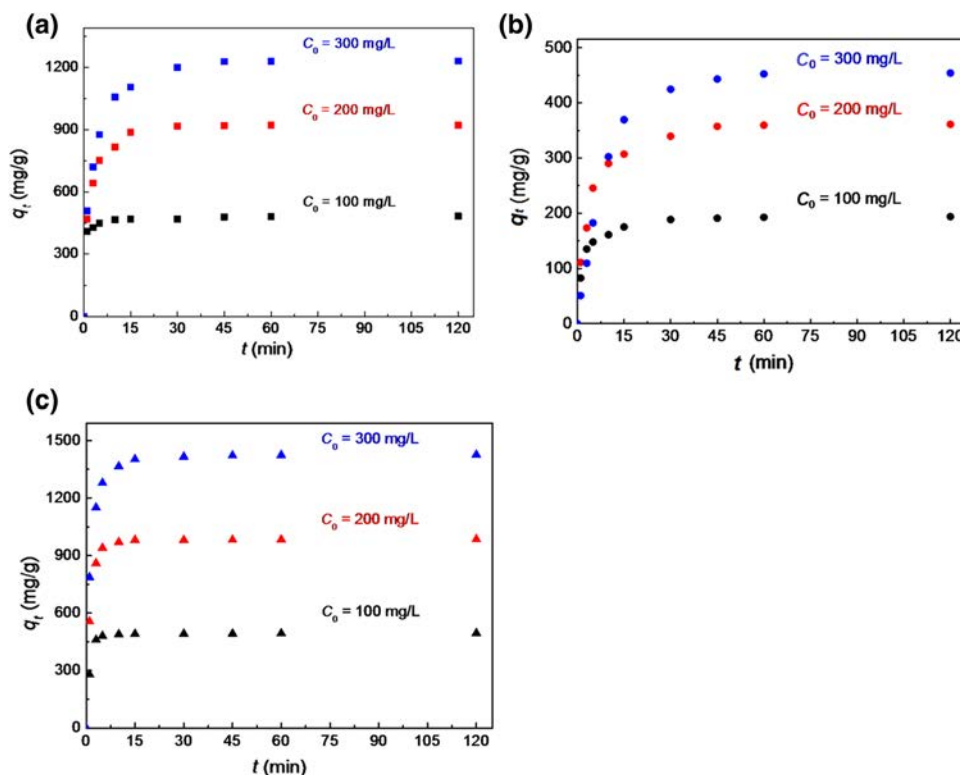 (a)
1200
900
600
300
0
q_t (mg/g)
C_0 = 300 mg/L
C_0 = 200 mg/L
C_0 = 100 mg/L
0 15 30 45 60 75 90 105 120
t (min)
(b)
500
400
300
200
100
0
q_t (mg/g)
C_0 = 300 mg/L
C_0 = 200 mg/L
C_0 = 100 mg/L
0 15 30 45 60 75 90 105 120
t (min)
(c)
1500
1200
900
600
300
0
q_t (mg/g)
C_0 = 300 mg/L
C_0 = 200 mg/L
C_0 = 100 mg/L
0 15 30 45 60 75 90 105 120
t (min)